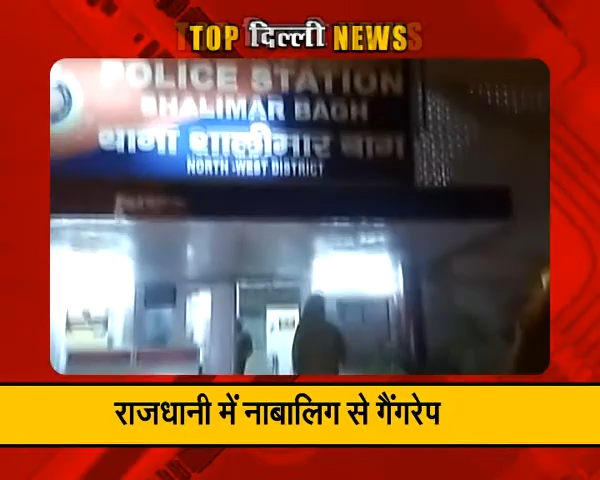 TOP दिल्ली NEWS
POLICE STATION
SHALIMAR BAGH
थाना शालीमार बाग
NORTH-WEST DISTRICT
राजधानी में नाबालिग से गैंगरेप